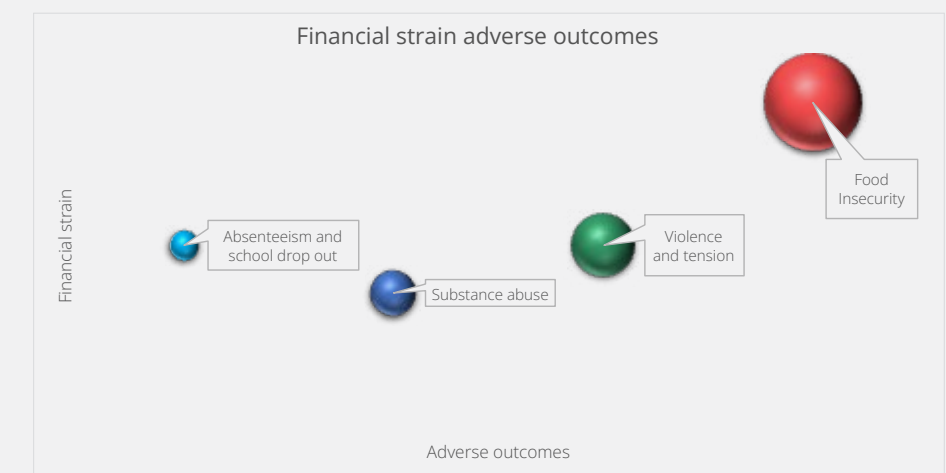 Financial strain adverse outcomes
Food
Insecurity
Financial strain
Absenteeism and
school drop out
Violence
and tension
Substance abuse
Adverse outcomes